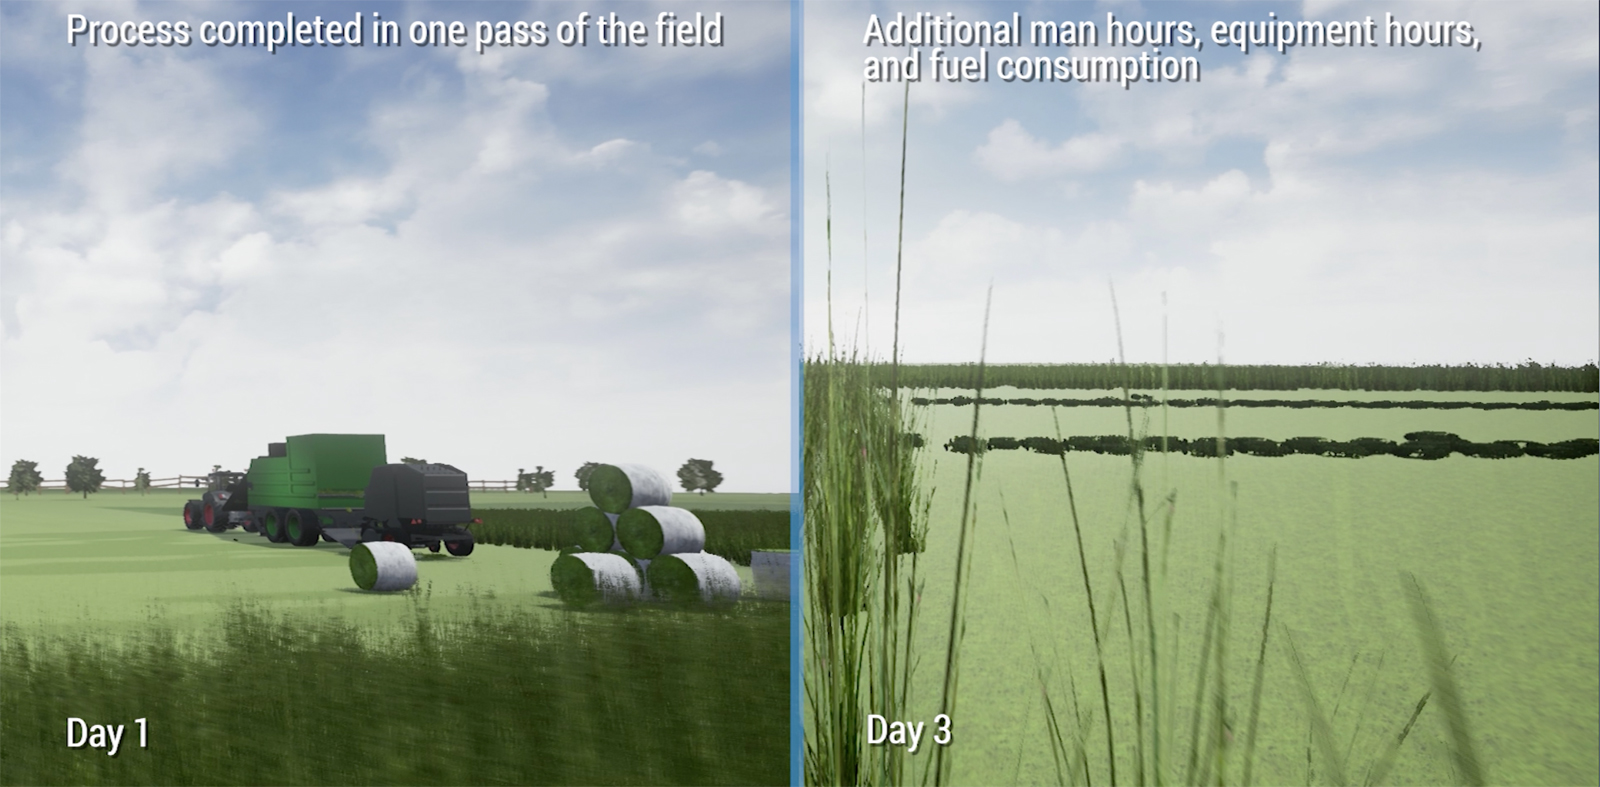 Process completed in one pass of the field
Additional man hours, equipment hours,
and fuel consumption
Day 1
Day 3